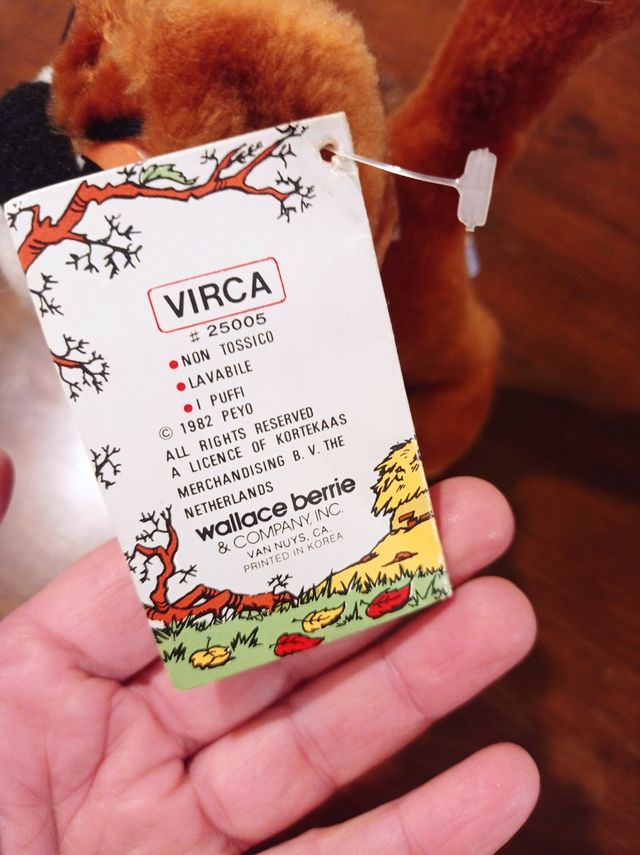 VIRCA
# 25005
• NON TOSSICO
• LAVABILE
• I PUFFI
© 1982 PEYO
ALL RIGHTS RESERVED
A LICENCE OF KORTEKAAS
MERCHANDISING B. V. THE
NETHERLANDS
wallace berrie
& COMPANY, INC.
VAN NUYS, CA.
PRINTED IN KOREA